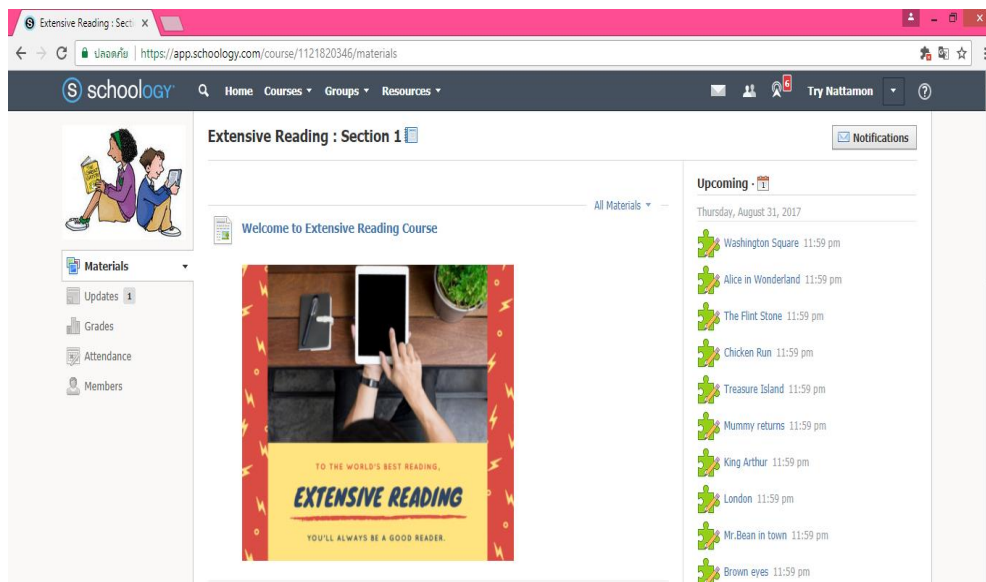 Extensive Reading : Secti
ปลอดภัย | https://app.schoology.com/course/1121820346/materials
S schoology Home Courses Groups Resources 6 Try Nattamon
Extensive Reading : Section 1
Notifications
All Materials
Welcome to Extensive Reading Course
TO THE WORLD'S BEST READING,
EXTENSIVE READING
YOU'LL ALWAYS BE A GOOD READER.
Materials
Updates 1
Grades
Attendance
Members
Upcoming · 1
Thursday, August 31, 2017
Washington Square 11:59 pm
Alice in Wonderland 11:59 pm
The Flint Stone 11:59 pm
Chicken Run 11:59 pm
Treasure Island 11:59 pm
Mummy returns 11:59 pm
King Arthur 11:59 pm
London 11:59 pm
Mr.Bean in town 11:59 pm
Brown eyes 11:59 pm